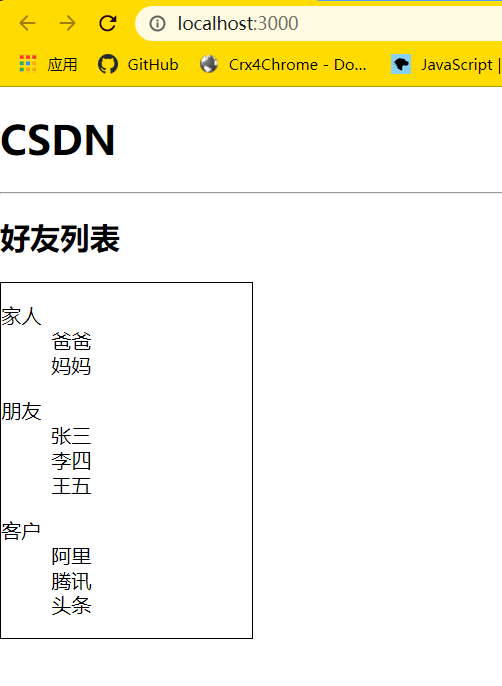 localhost:3000
应用 GitHub Crx4Chrome - Do... JavaScript |
CSDN
好友列表
家人
爸爸
妈妈
朋友
张三
李四
王五
客户
阿里
腾讯
头条